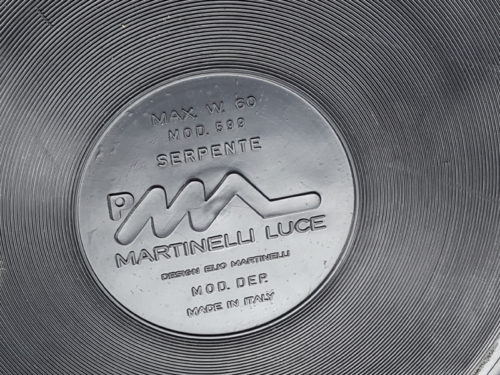 MAX. W. 60
MOD. 599
SERPENTE
P
MARTINELLI LUCE
DESIGN ELIO MARTINELLI
MOD. DEP.
MADE IN ITALY